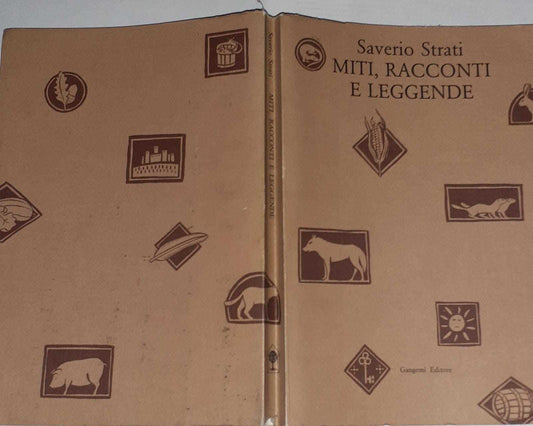 Saverio Strati
MITI, RACCONTI
E LEGGENDE
Gangemi Editore
Saverio Strati
MITI, RACCONTI E LEGGENDE